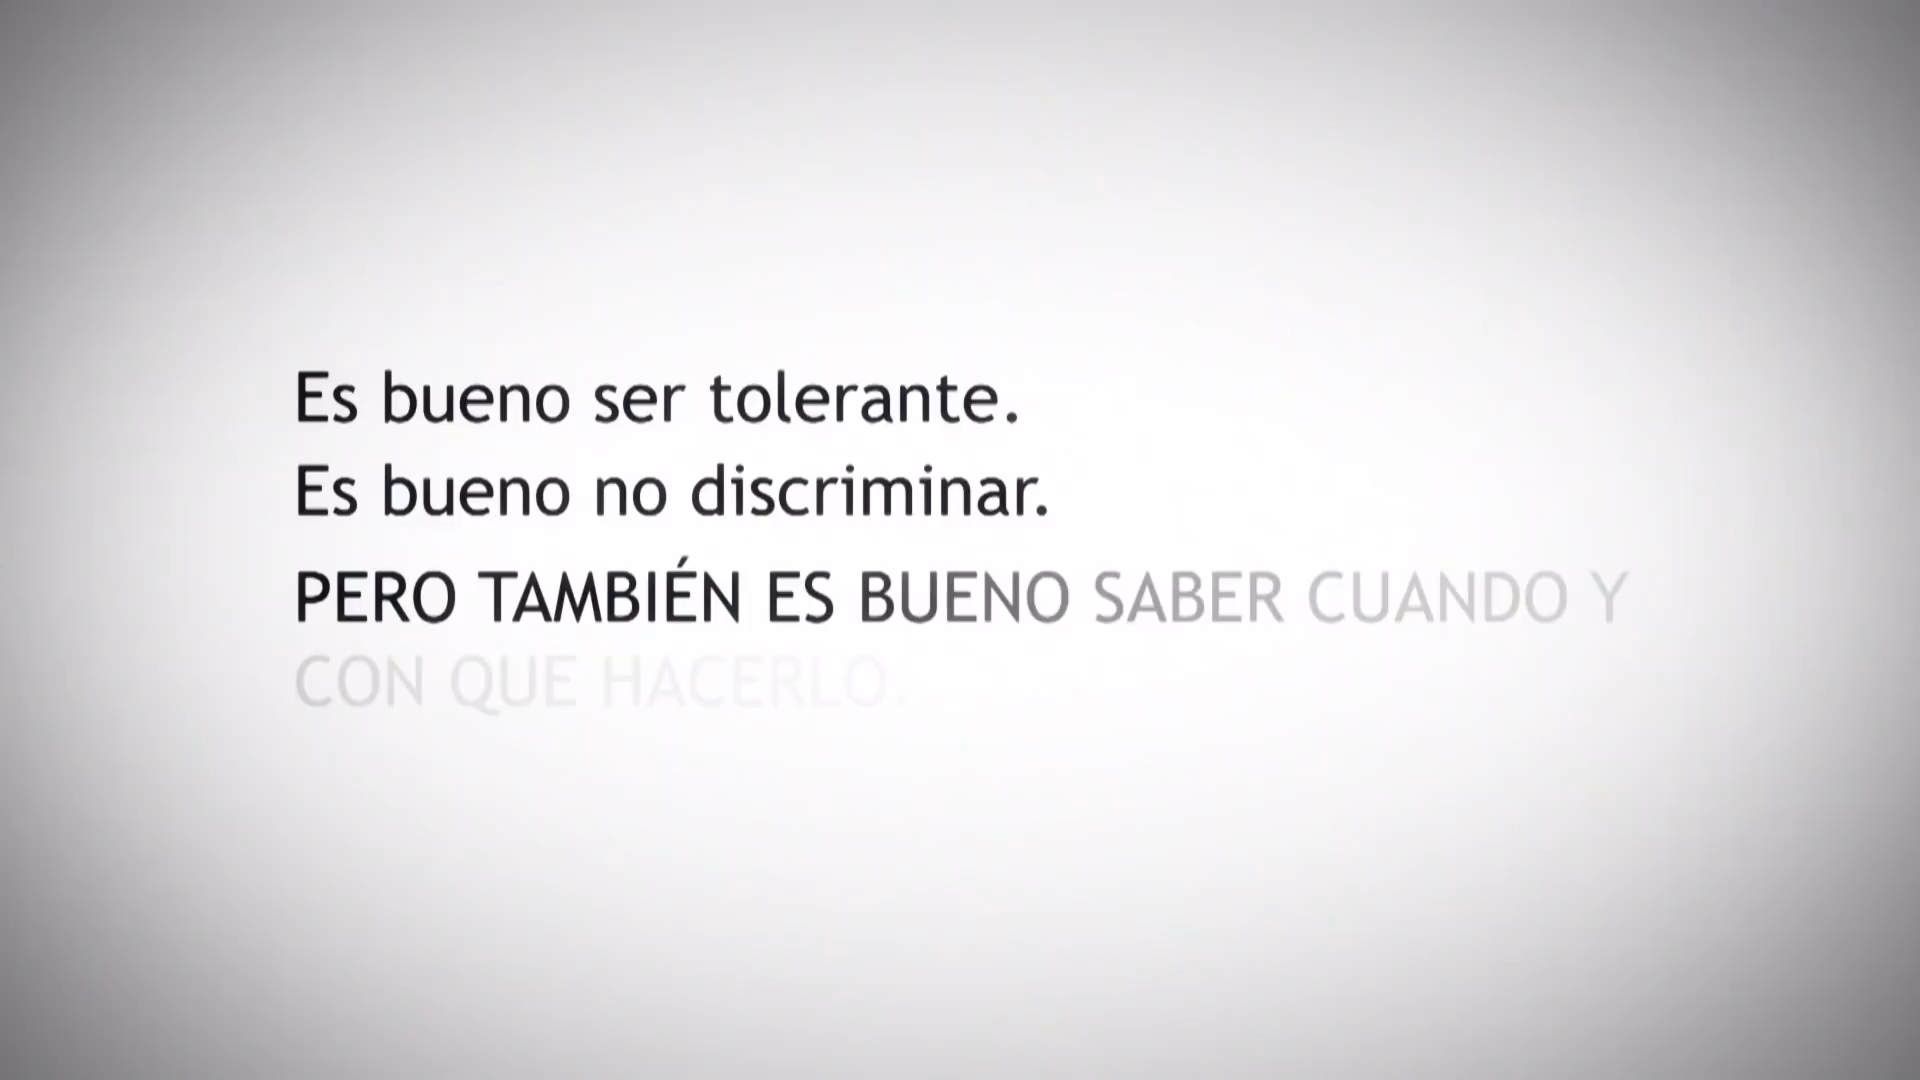 Es bueno ser tolerante.
Es bueno no discriminar.
PERO TAMBIÉN ES BUENO SABER CUANDO Y
CON QUE HACERLO.